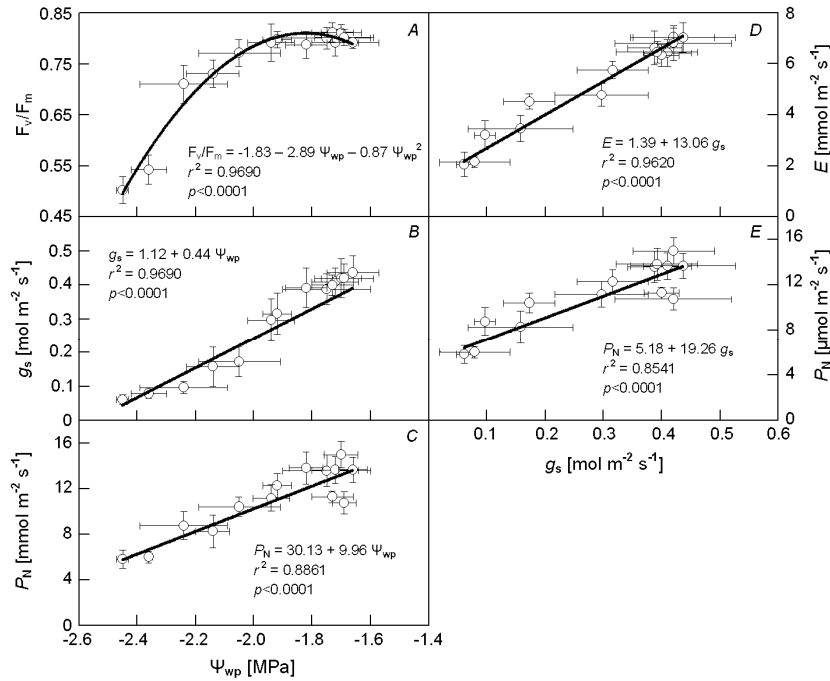 A
0.85
0.75
0.65
0.55
0.45
Fv/Fm
Fv/Fm = -1.83 – 2.89 Ψwp – 0.87 Ψwp²
r² = 0.9690
p<0.0001
D
8
6
4
2
0
E [mmol m⁻² s⁻¹]
E = 1.39 + 13.06 gs
r² = 0.9620
p<0.0001
B
0.5
0.4
0.3
0.2
0.1
0
gs [mol m⁻² s⁻¹]
gs = 1.12 + 0.44 Ψwp
r² = 0.9690
p<0.0001
E
16
12
8
4
0
PN [µmol m⁻² s⁻¹]
PN = 5.18 + 19.26 gs
r² = 0.8541
p<0.0001
0.1 0.2 0.3 0.4 0.5 0.6
gs [mol m⁻² s⁻¹]
C
16
12
8
4
0
PN [mmol m⁻² s⁻¹]
PN = 30.13 + 9.96 Ψwp
r² = 0.8861
p<0.0001
-2.6 -2.4 -2.2 -2.0 -1.8 -1.6 -1.4
Ψwp [MPa]